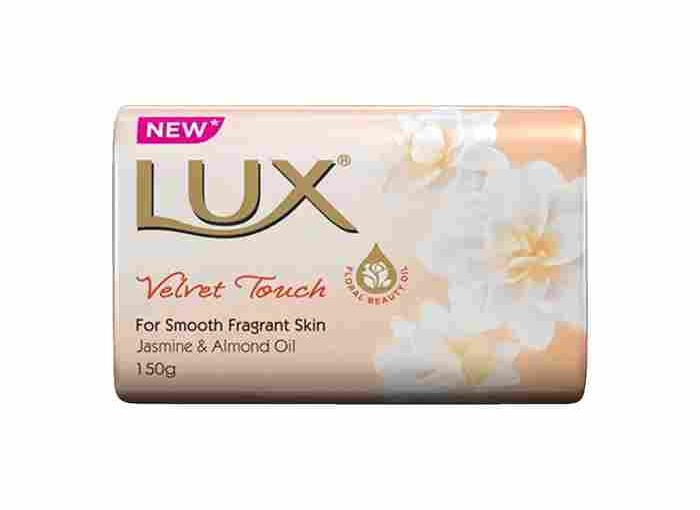 NEW*
LUX®
Velvet Touch
FLORAL BEAUTY OIL
For Smooth Fragrant Skin
Jasmine & Almond Oil
150g